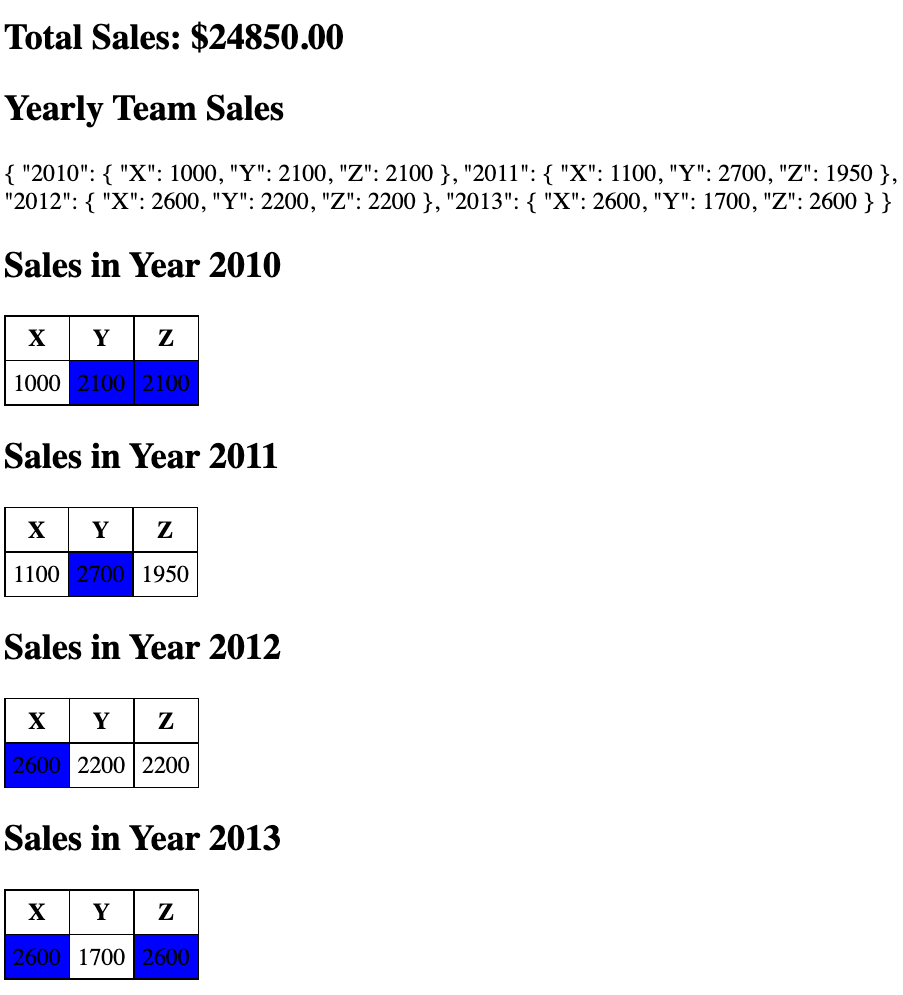 Total Sales: $24850.00
Yearly Team Sales
{ "2010": { "X": 1000, "Y": 2100, "Z": 2100 }, "2011": { "X": 1100, "Y": 2700, "Z": 1950 },
"2012": { "X": 2600, "Y": 2200, "Z": 2200 }, "2013": { "X": 2600, "Y": 1700, "Z": 2600 } }
Sales in Year 2010
X Y Z
1000 2100 2100
Sales in Year 2011
X Y Z
1100 2700 1950
Sales in Year 2012
X Y Z
2600 2200 2200
Sales in Year 2013
X Y Z
2600 1700 2600